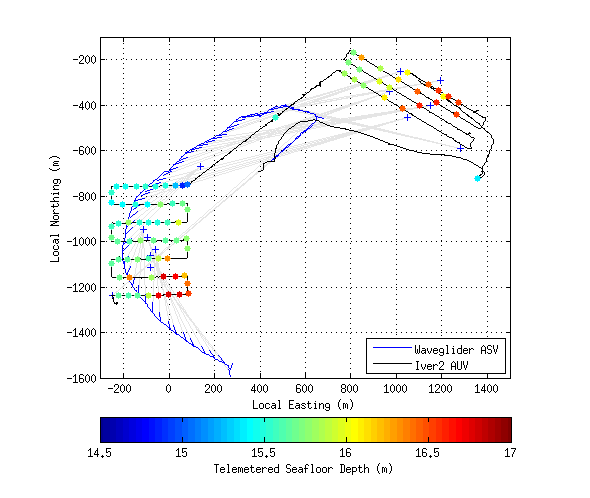 -200
-400
-600
-800
-1000
-1200
-1400
-1600
Local Northing (m)
-200 0 200 400 600 800 1000 1200 1400
Local Easting (m)
Waveglider ASV
Iver2 AUV
14.5 15 15.5 16 16.5 17
Telemetered Seafloor Depth (m)